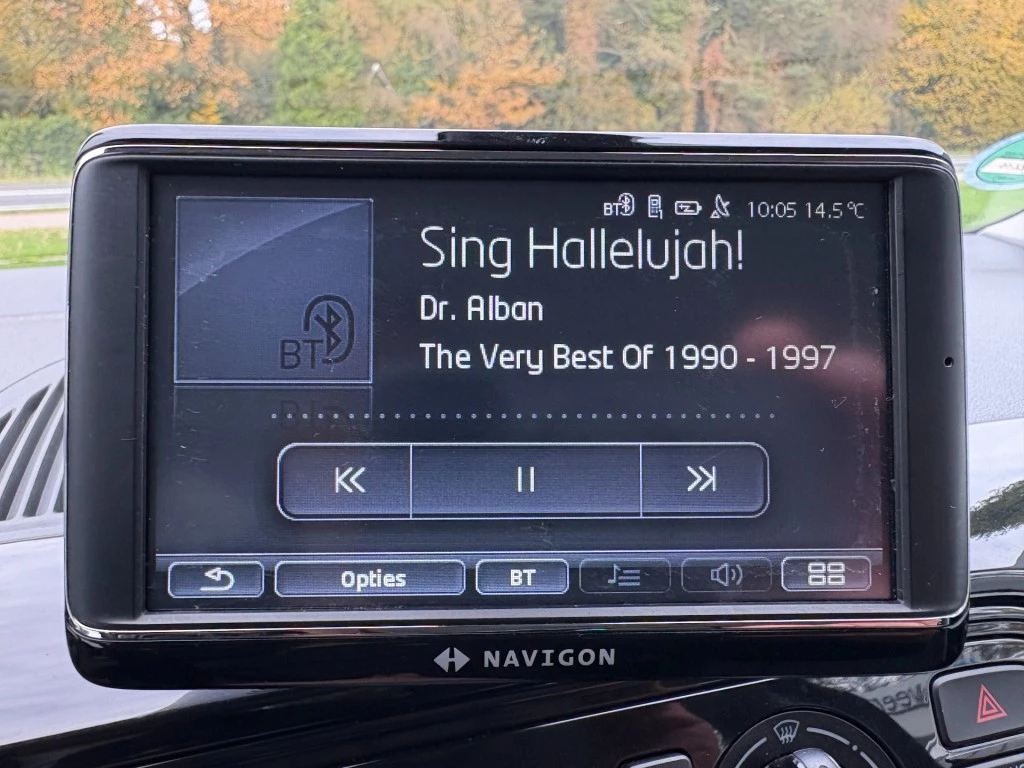 BT 10:05 14.5°C
Sing Hallelujah!
Dr. Alban
The Very Best Of 1990 - 1997
BT
Opties BT
NAVIGON